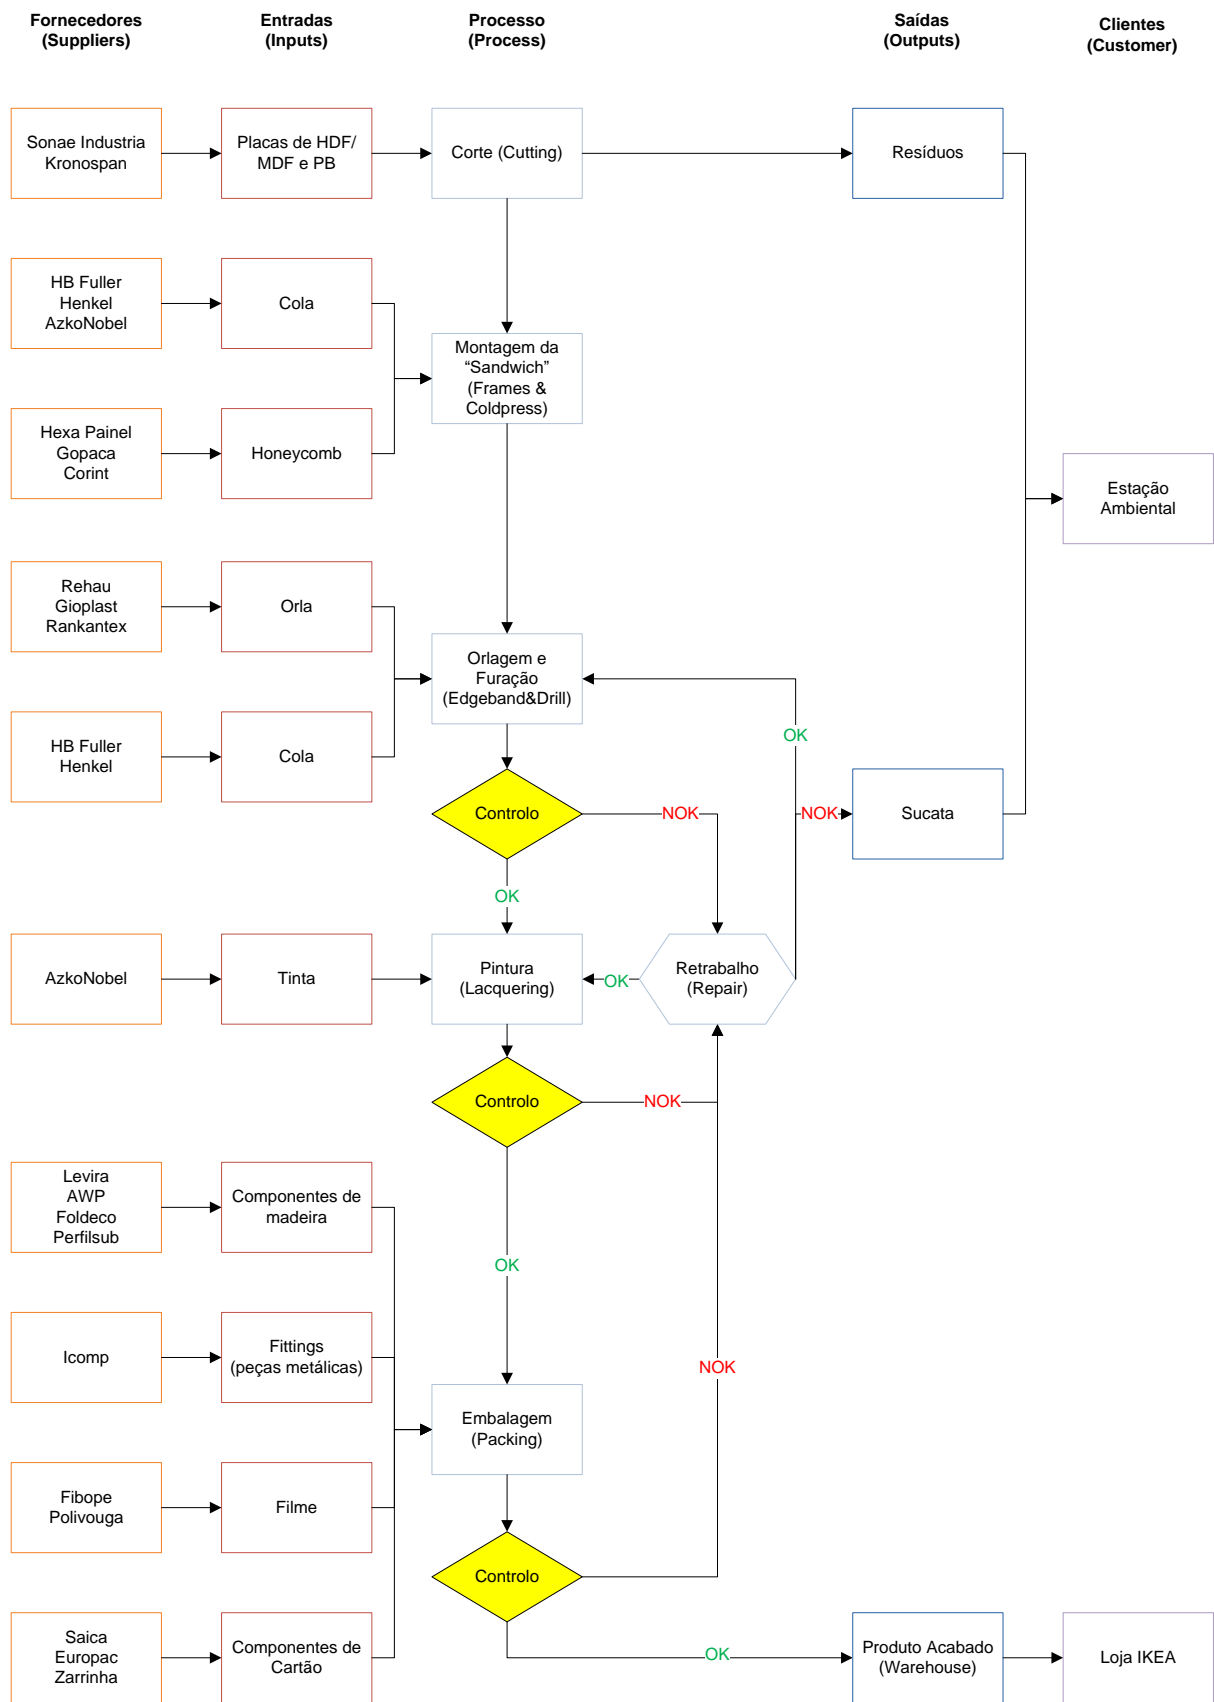 Fornecedores
(Suppliers)
Entradas
(Inputs)
Processo
(Process)
Saídas
(Outputs)
Clientes
(Customer)
Sonae Industria
Kronospan
Placas de HDF/
MDF e PB
Corte (Cutting)
Resíduos
HB Fuller
Henkel
AzkoNobel
Cola
Montagem da
“Sandwich”
(Frames &
Coldpress)
Hexa Painel
Gopaca
Corint
Honeycomb
Estação
Ambiental
Rehau
Gioplast
Rankantex
Orla
Orlagem e
Furação
(Edgeband&Drill)
OK
HB Fuller
Henkel
Cola
Controlo
NOK
NOK
Sucata
OK
AzkoNobel
Tinta
Pintura
(Lacquering)
OK
Retrabalho
(Repair)
Controlo
NOK
Levira
AWP
Foldeco
Perfilsub
Componentes de
madeira
OK
Icomp
Fittings
(peças metálicas)
NOK
Embalagem
(Packing)
Fibope
Polivouga
Filme
Controlo
Saica
Europac
Zarrinha
Componentes de
Cartão
OK
Produto Acabado
(Warehouse)
Loja IKEA